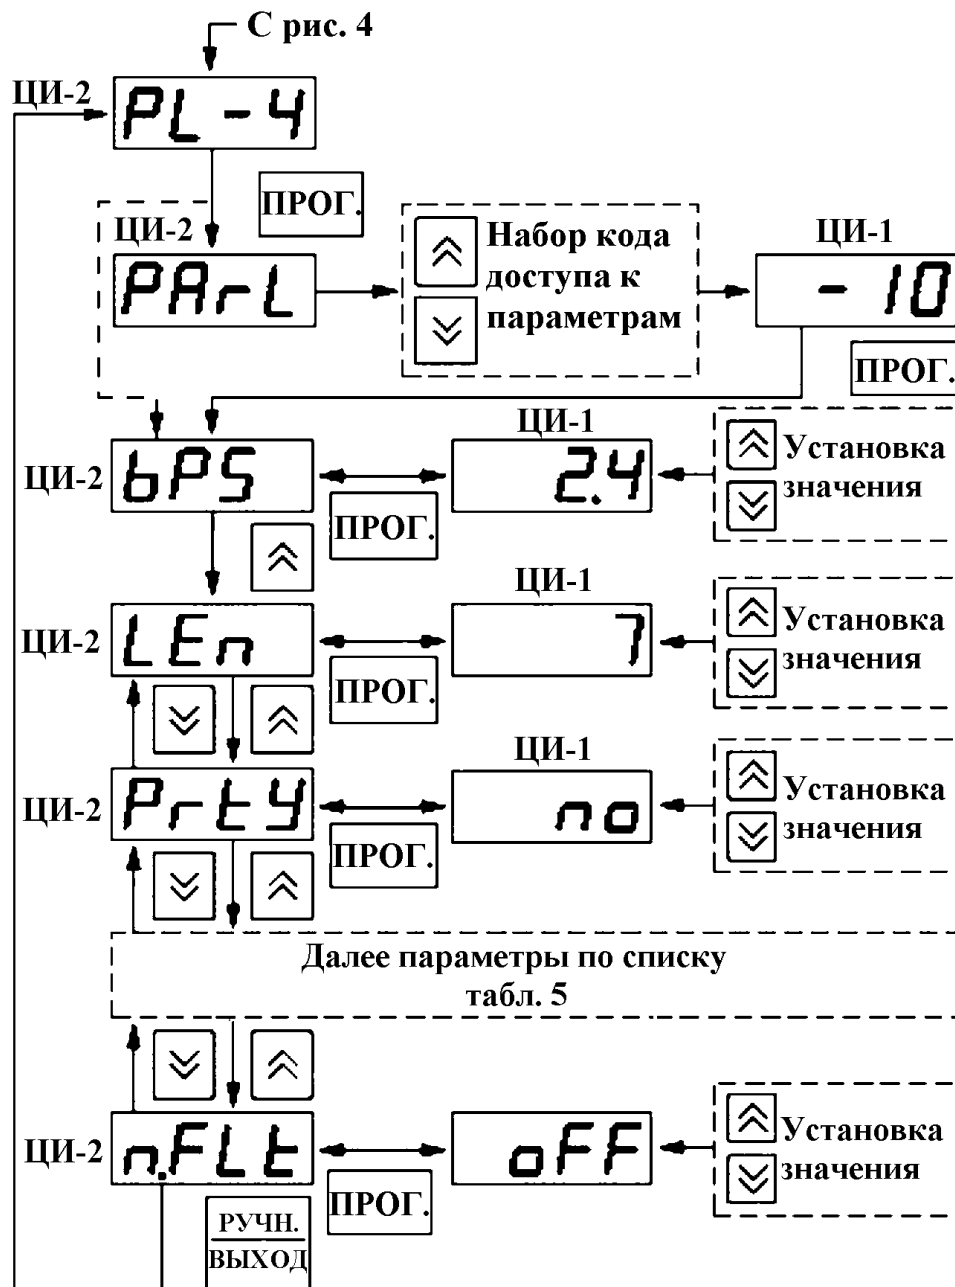 С рис. 4
ЦИ-2
PL-4
ПРОГ.
ЦИ-2
PArL
Набор кода
доступа к
параметрам
ЦИ-1
-10
ПРОГ.
ЦИ-2
bPS
ПРОГ.
ЦИ-1
2.4
Установка
значения
ЦИ-2
LEn
ПРОГ.
ЦИ-1
7
Установка
значения
ЦИ-2
PrtY
ПРОГ.
ЦИ-1
no
Установка
значения
Далее параметры по списку
табл. 5
ЦИ-2
n.FLt
ПРОГ.
oFF
Установка
значения
РУЧН.
ВЫХОД